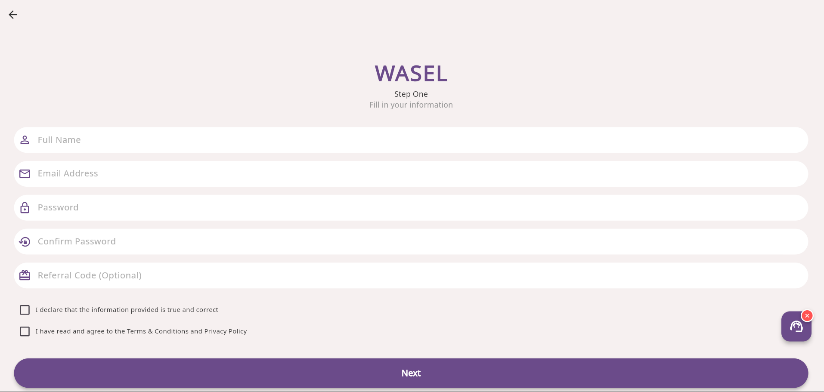 WASEL
Step One
Fill in your information
Full Name
Email Address
Password
Confirm Password
Referral Code (Optional)
I declare that the information provided is true and correct
I have read and agree to the Terms & Conditions and Privacy Policy
Next